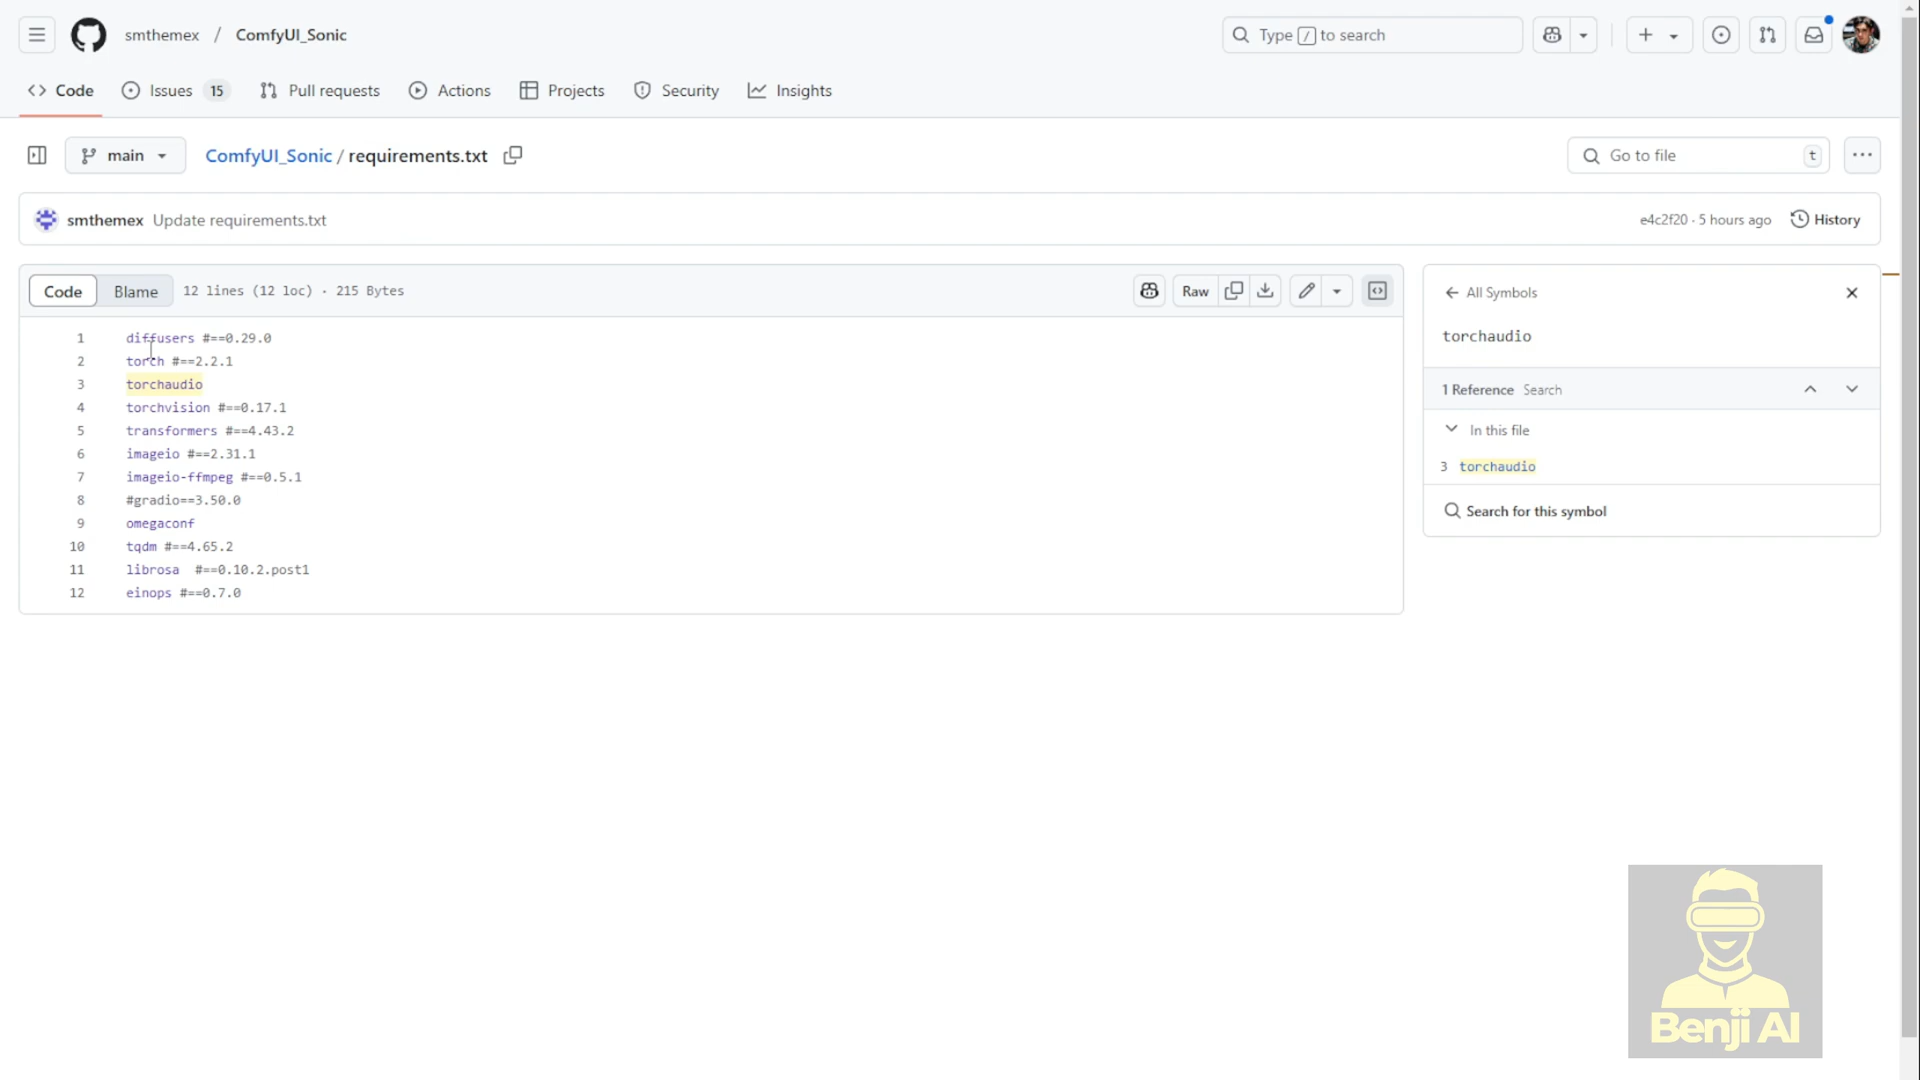 smthemex / ComfyUI_Sonic
Type / to search
Code
Issues 15
Pull requests
Actions
Projects
Security
Insights
main
ComfyUI_Sonic / requirements.txt
Go to file t
smthemex Update requirements.txt
e4c2f20 · 5 hours ago
History
Code Blame 12 lines (12 loc) · 215 Bytes
Raw
1 diffusers #==0.29.0
2 torch #==2.2.1
3 torchaudio
4 torchvision #==0.17.1
5 transformers #==4.43.2
6 imageio #==2.31.1
7 imageio-ffmpeg #==0.5.1
8 #gradio==3.50.0
9 omegaconf
10 tqdm #==4.65.2
11 librosa  #==0.10.2.post1
12 einops #==0.7.0
All Symbols
torchaudio
1 Reference Search
In this file
3 torchaudio
Search for this symbol
Benji AI